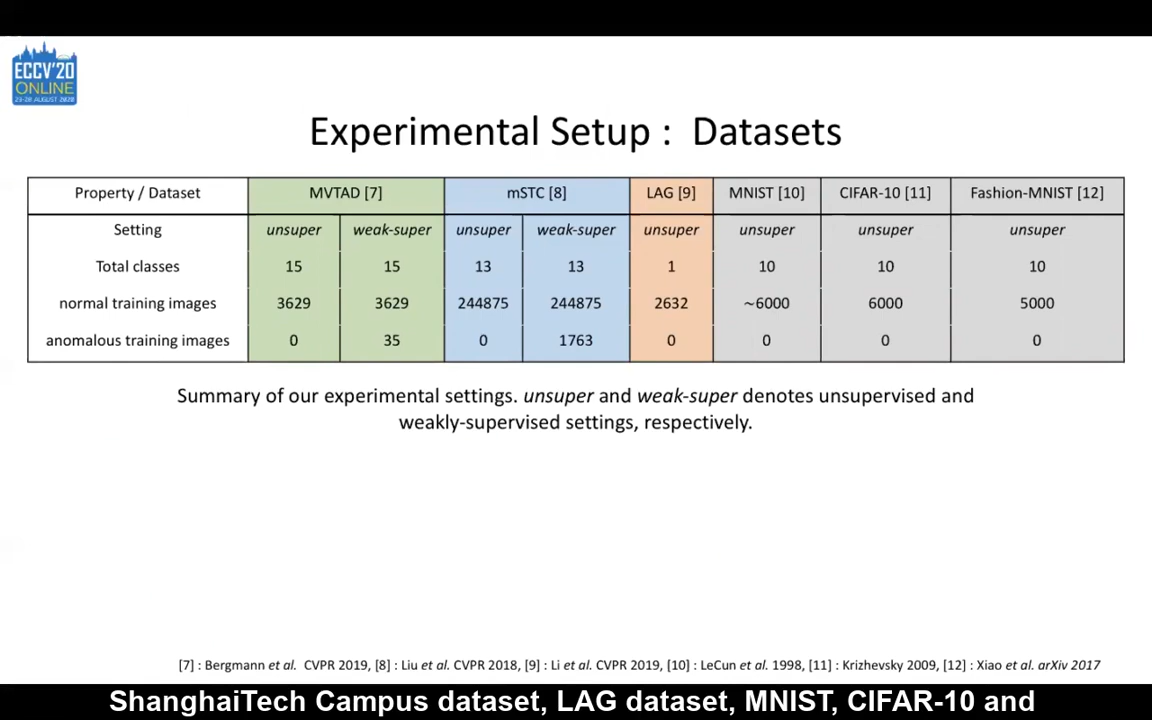 ECCV'20
ONLINE
23-28 AUGUST 2020
Experimental Setup : Datasets
Property / Dataset MVTAD [7] mSTC [8] LAG [9] MNIST [10] CIFAR-10 [11] Fashion-MNIST [12]
Setting unsuper weak-super unsuper weak-super unsuper unsuper unsuper unsuper
Total classes 15 15 13 13 1 10 10 10
normal training images 3629 3629 244875 244875 2632 ~6000 6000 5000
anomalous training images 0 35 0 1763 0 0 0 0
Summary of our experimental settings. unsuper and weak-super denotes unsupervised and
weakly-supervised settings, respectively.
[7] : Bergmann et al. CVPR 2019, [8] : Liu et al. CVPR 2018, [9] : Li et al. CVPR 2019, [10] : LeCun et al. 1998, [11] : Krizhevsky 2009, [12] : Xiao et al. arXiv 2017
ShanghaiTech Campus dataset, LAG dataset, MNIST, CIFAR-10 and